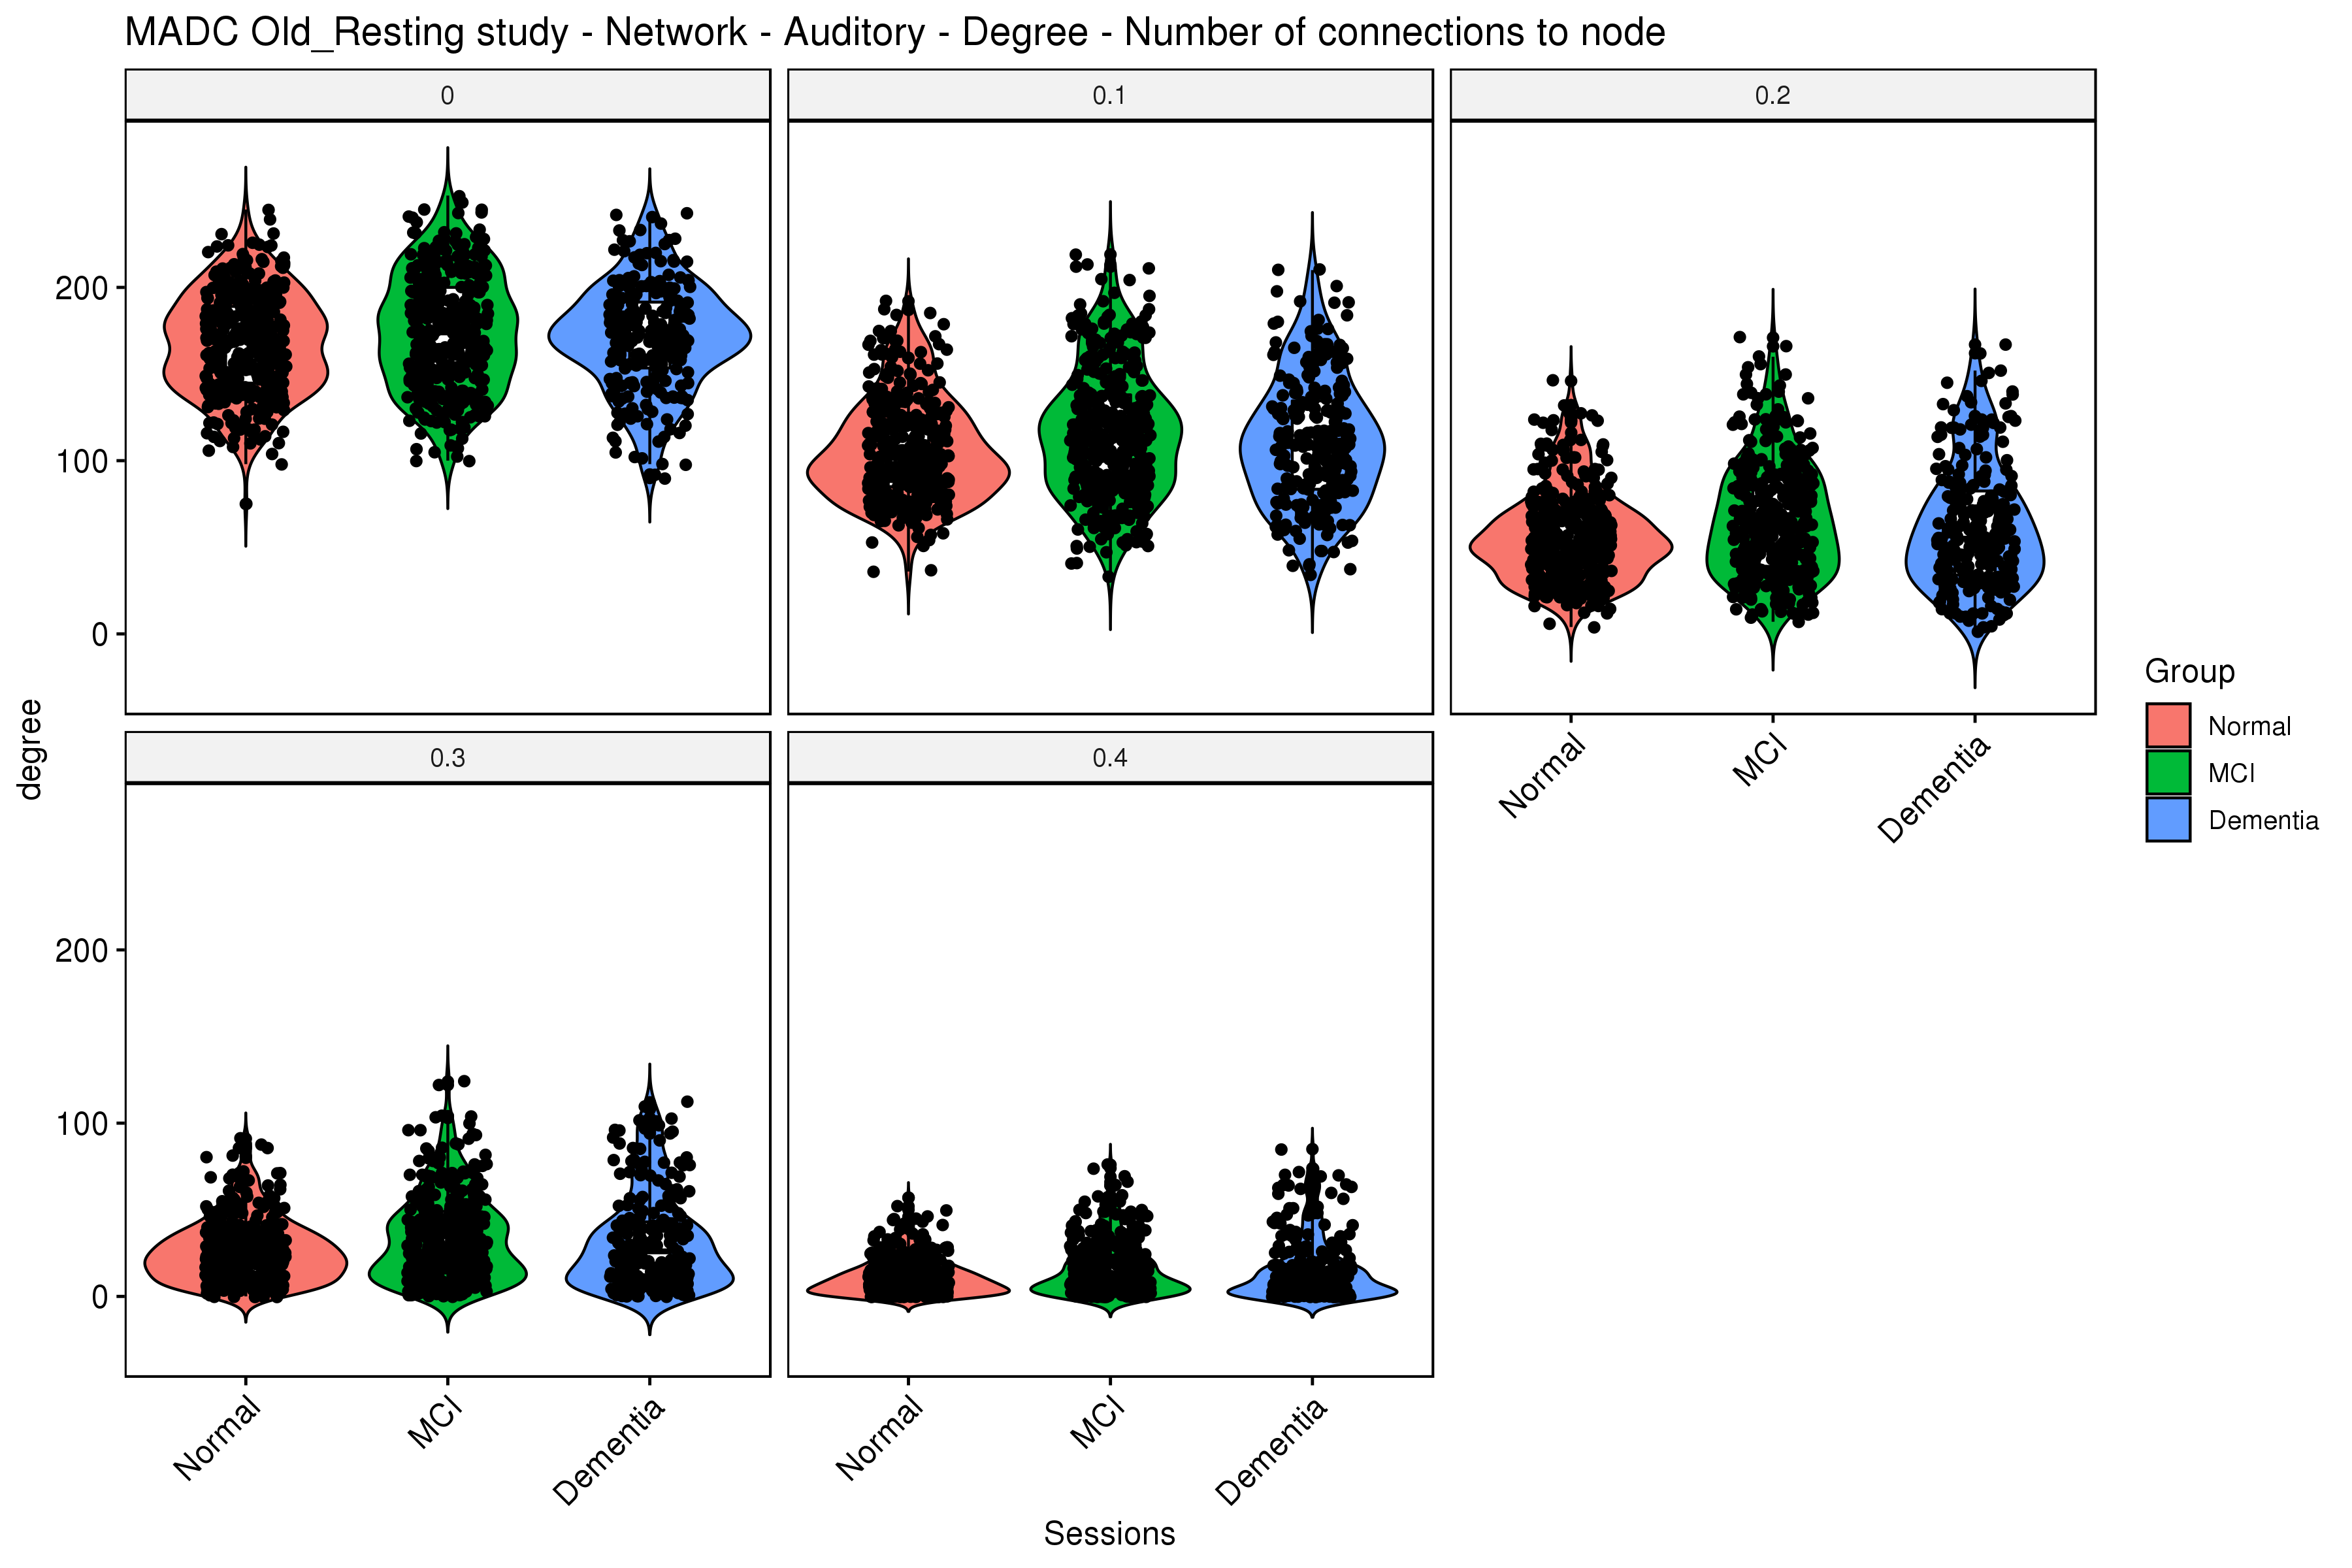 MADC Old_Resting study - Network - Auditory - Degree - Number of connections to node
0
0.1
0.2
200
100
0
Normal
MCI
Dementia
degree
Group
Normal
MCI
Dementia
0.3
0.4
200
100
0
Normal
MCI
Dementia
Normal
MCI
Dementia
Sessions